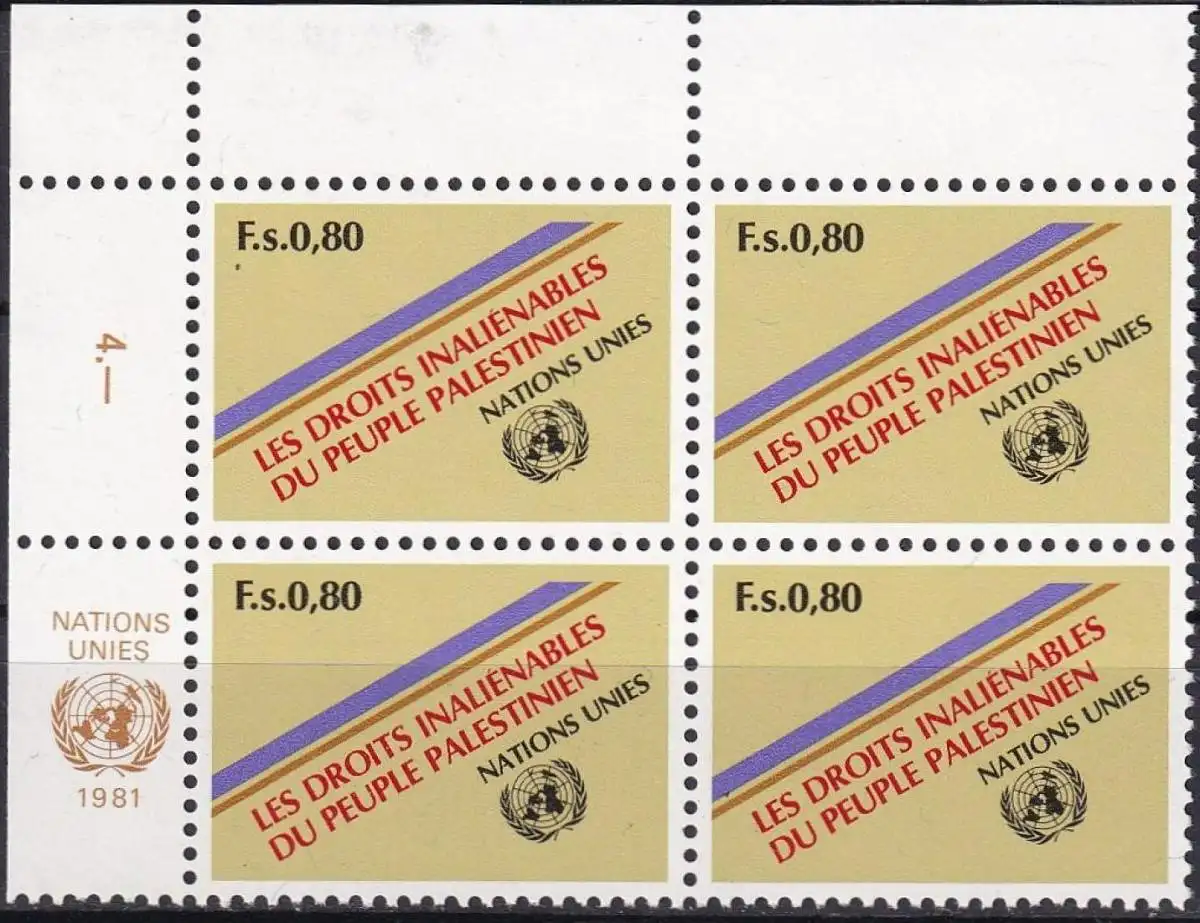 F.s.0,80
LES DROITS INALIÉNABLES
DU PEUPLE PALESTINIEN
NATIONS UNIES
F.s.0,80
LES DROITS INALIÉNABLES
DU PEUPLE PALESTINIEN
NATIONS UNIES
4.—
F.s.0,80
LES DROITS INALIÉNABLES
DU PEUPLE PALESTINIEN
NATIONS UNIES
F.s.0,80
LES DROITS INALIÉNABLES
DU PEUPLE PALESTINIEN
NATIONS UNIES
NATIONS
UNIES
1981